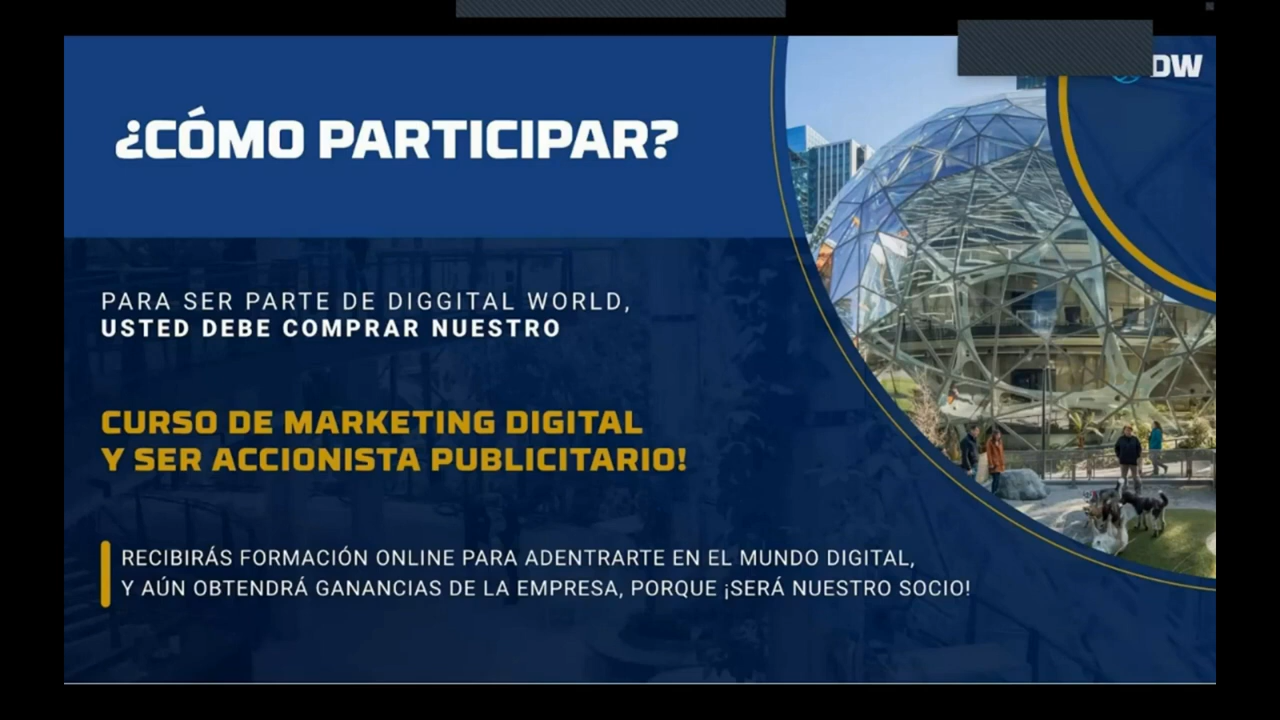 DW
¿CÓMO PARTICIPAR?
PARA SER PARTE DE DIGGITAL WORLD,
USTED DEBE COMPRAR NUESTRO
CURSO DE MARKETING DIGITAL
Y SER ACCIONISTA PUBLICITARIO!
RECIBIRÁS FORMACIÓN ONLINE PARA ADENTRARTE EN EL MUNDO DIGITAL,
Y AÚN OBTENDRÁ GANANCIAS DE LA EMPRESA, PORQUE ¡SERÁ NUESTRO SOCIO!